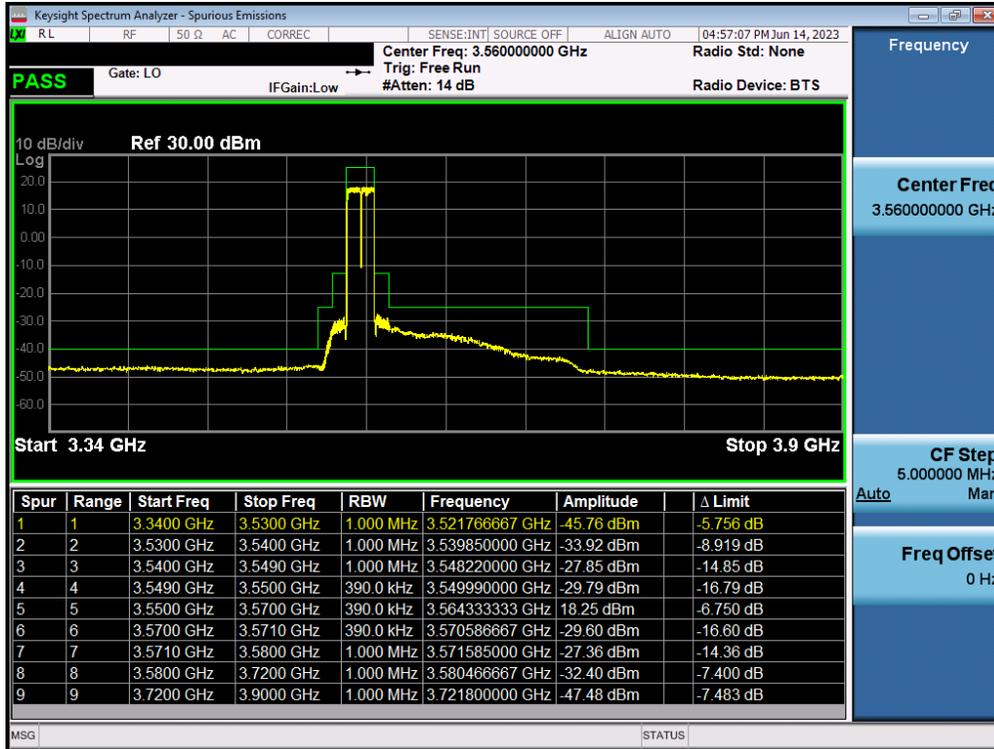 Keysight Spectrum Analyzer - Spurious Emissions
LXI RL RF 50 Ω AC CORREC SENSE:INT SOURCE OFF ALIGN AUTO 04:57:07 PM Jun 14, 2023
Center Freq: 3.560000000 GHz Radio Std: None
Gate: LO Trig: Free Run
PASS IFGain:Low #Atten: 14 dB Radio Device: BTS
10 dB/div Ref 30.00 dBm
Log
20.0
10.0
0.00
-10.0
-20.0
-30.0
-40.0
-50.0
-60.0
Start 3.34 GHz Stop 3.9 GHz
Spur Range Start Freq Stop Freq RBW Frequency Amplitude Δ Limit
1 1 3.3400 GHz 3.5300 GHz 1.000 MHz 3.521766667 GHz -45.76 dBm -5.756 dB
2 2 3.5300 GHz 3.5400 GHz 1.000 MHz 3.539850000 GHz -33.92 dBm -8.919 dB
3 3 3.5400 GHz 3.5490 GHz 1.000 MHz 3.548220000 GHz -27.85 dBm -14.85 dB
4 4 3.5490 GHz 3.5500 GHz 390.0 kHz 3.549990000 GHz -29.79 dBm -16.79 dB
5 5 3.5500 GHz 3.5700 GHz 390.0 kHz 3.564333333 GHz 18.25 dBm -6.750 dB
6 6 3.5700 GHz 3.5710 GHz 390.0 kHz 3.570586667 GHz -29.60 dBm -16.60 dB
7 7 3.5710 GHz 3.5800 GHz 1.000 MHz 3.571585000 GHz -27.36 dBm -14.36 dB
8 8 3.5800 GHz 3.7200 GHz 1.000 MHz 3.580466667 GHz -32.40 dBm -7.400 dB
9 9 3.7200 GHz 3.9000 GHz 1.000 MHz 3.721800000 GHz -47.48 dBm -7.483 dB
MSG STATUS
Frequency
Center Freq
3.560000000 GHz
CF Step
5.000000 MHz
Auto Man
Freq Offset
0 Hz